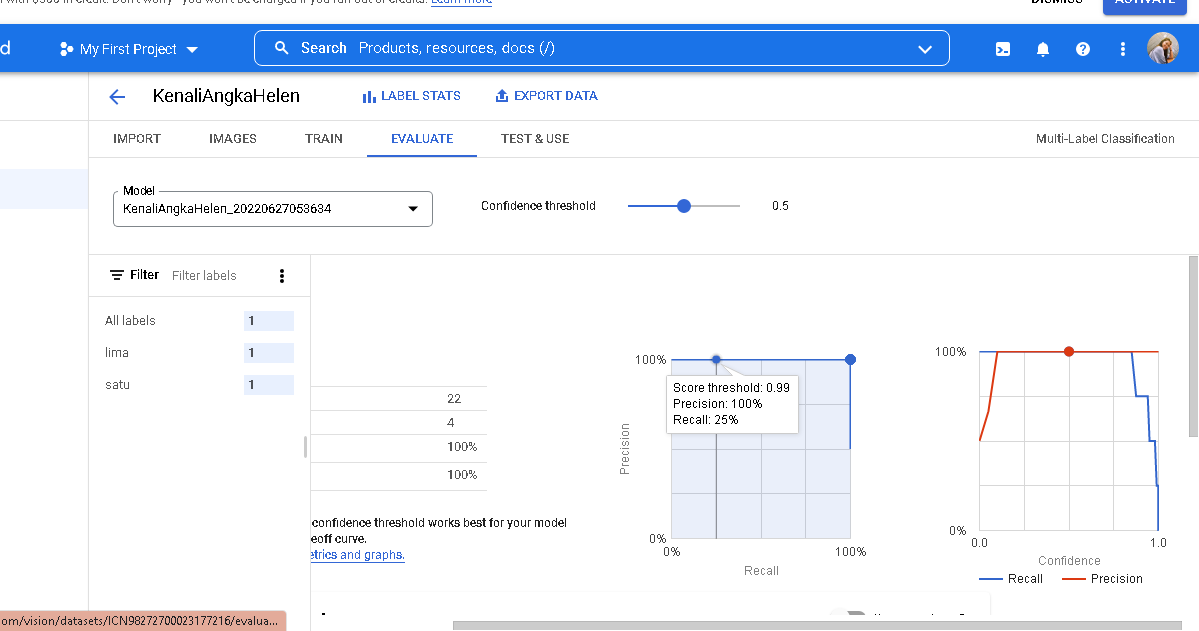 Learn more
DISMISS
ACTIVATE
d
My First Project
Search Products, resources, docs (/)
KenaliAngkaHelen
LABEL STATS
EXPORT DATA
IMPORT
IMAGES
TRAIN
EVALUATE
TEST & USE
Multi-Label Classification
Model
KenaliAngkaHelen_20220627053634
Confidence threshold
0.5
Filter Filter labels
All labels 1
lima 1
satu 1
22
4
100%
100%
confidence threshold works best for your model
eoff curve.
etrics and graphs.
100%
Score threshold: 0.99
Precision: 100%
Recall: 25%
Precision
0%
0%
100%
Recall
100%
0%
0.0
1.0
Confidence
Recall
Precision
om/vision/datasets/ICN98272700023177216/evalua...